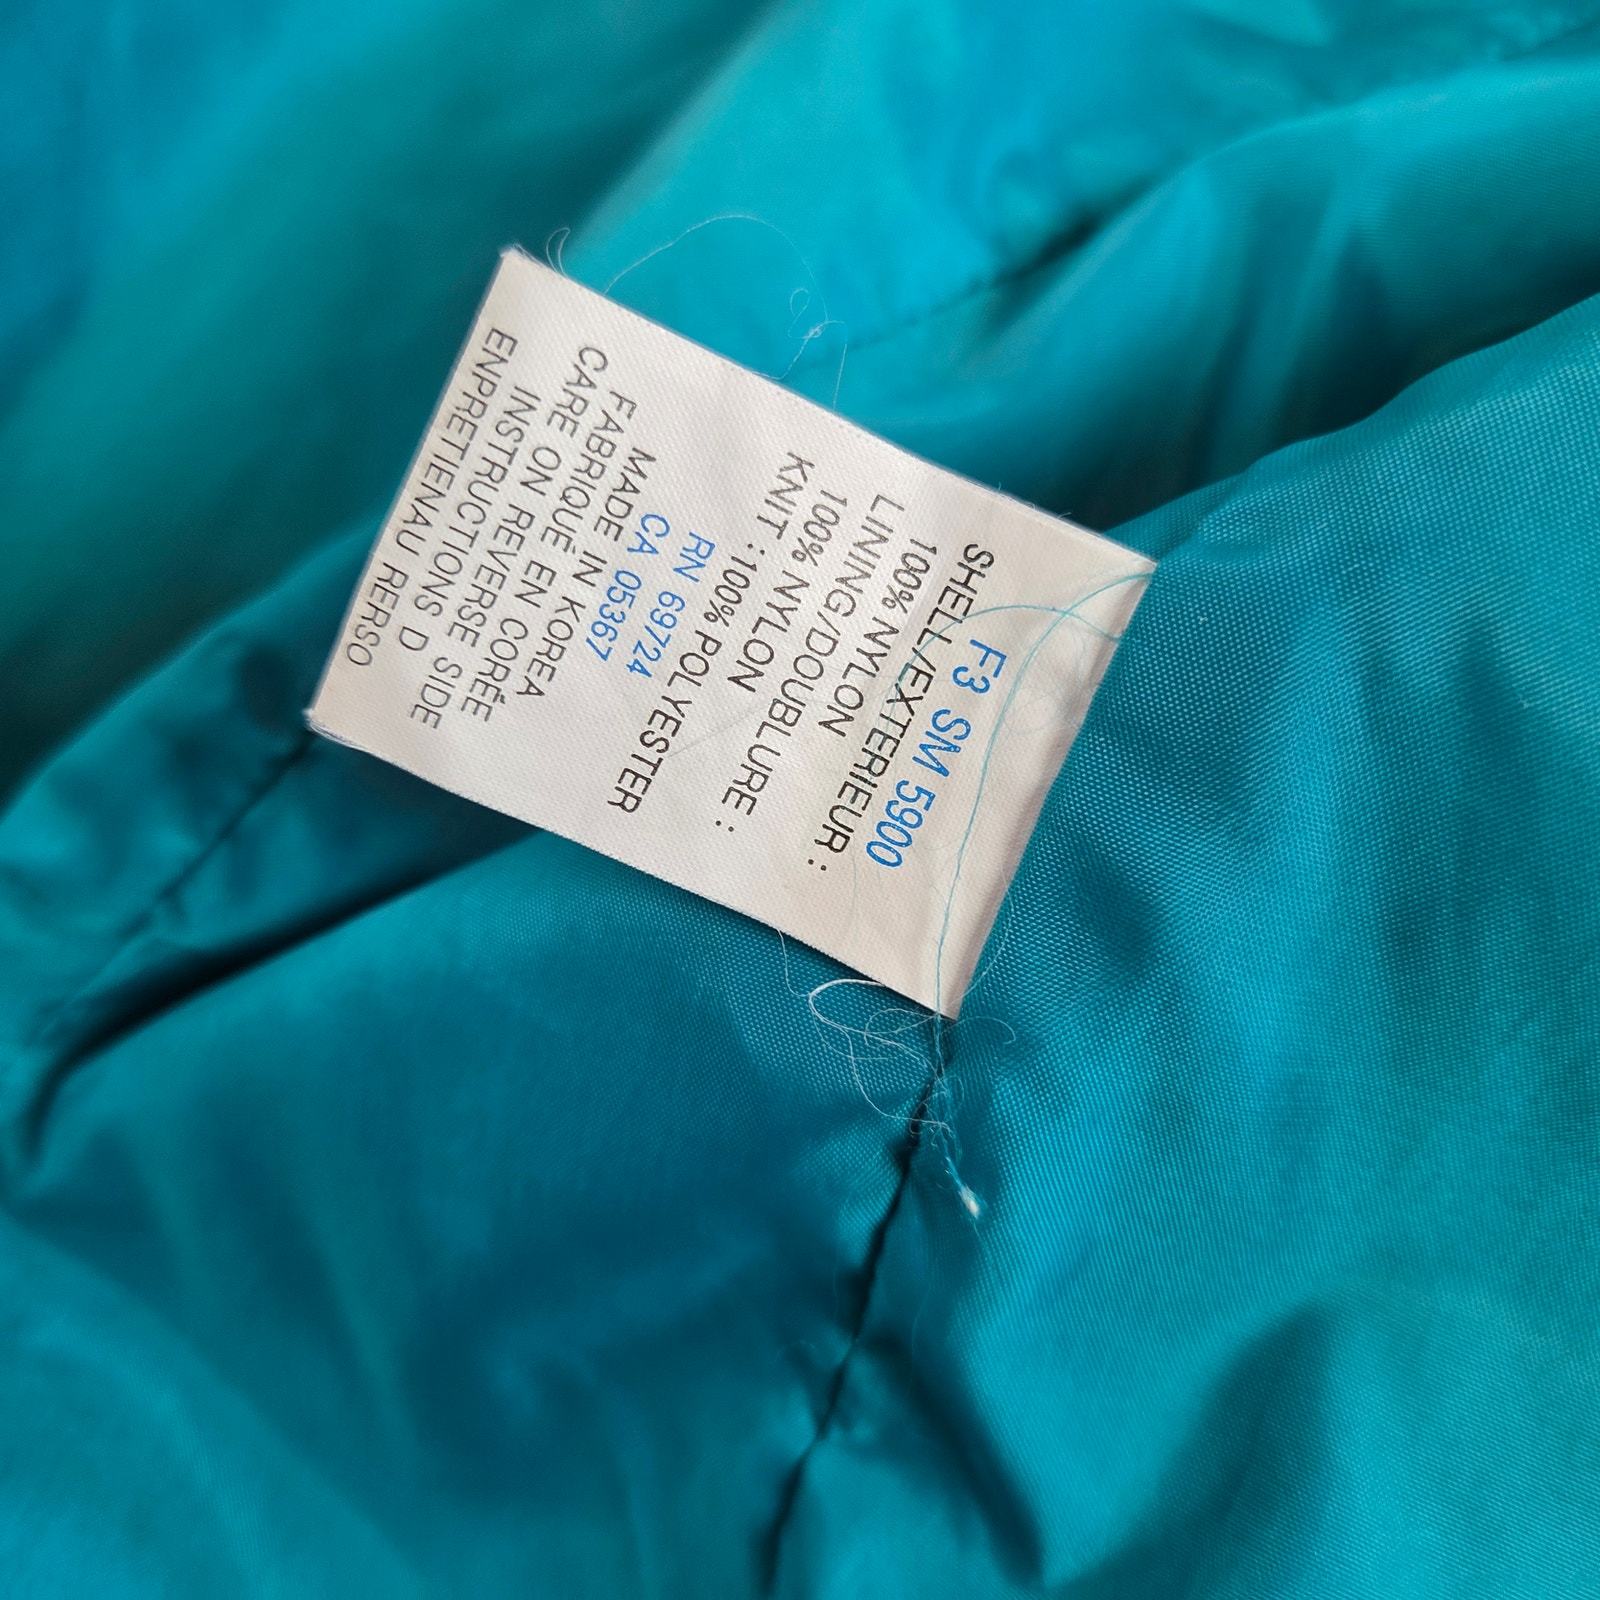 F3 SM 5900
SHELL/EXTERIEUR :
100% NYLON
LINING/DOUBLURE :
100% NYLON
KNIT : 100% POLYESTER
RN 69724
CA 05367
MADE IN KOREA
FABRIQUÉ EN CORÉE
CARE ON REVERSE SIDE
INSTRUCTIONS D
ENPRETIENAU RERSO